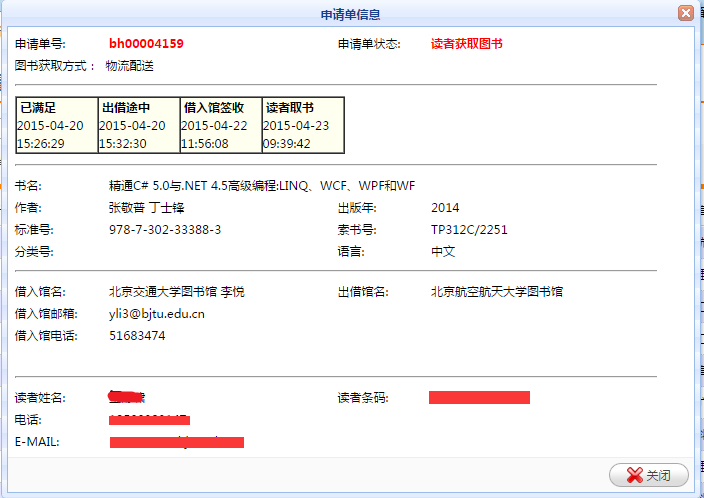 申请单信息
申请单号: bh00004159 申请单状态: 读者获取图书
图书获取方式： 物流配送
已满足 出借途中 借入馆签收 读者取书
2015-04-20 2015-04-20 2015-04-22 2015-04-23
15:26:29 15:32:30 11:56:08 09:39:42
书名: 精通C# 5.0与.NET 4.5高级编程:LINQ、WCF、WPF和WF
作者: 张敬普 丁士锋 出版年: 2014
标准号: 978-7-302-33388-3 索书号: TP312C/2251
分类号: 语言: 中文
借入馆名: 北京交通大学图书馆 李悦 出借馆名: 北京航空航天大学图书馆
借入馆邮箱: yli3@bjtu.edu.cn
借入馆电话: 51683474
读者姓名: 读者条码:
电话:
E-MAIL:
关闭